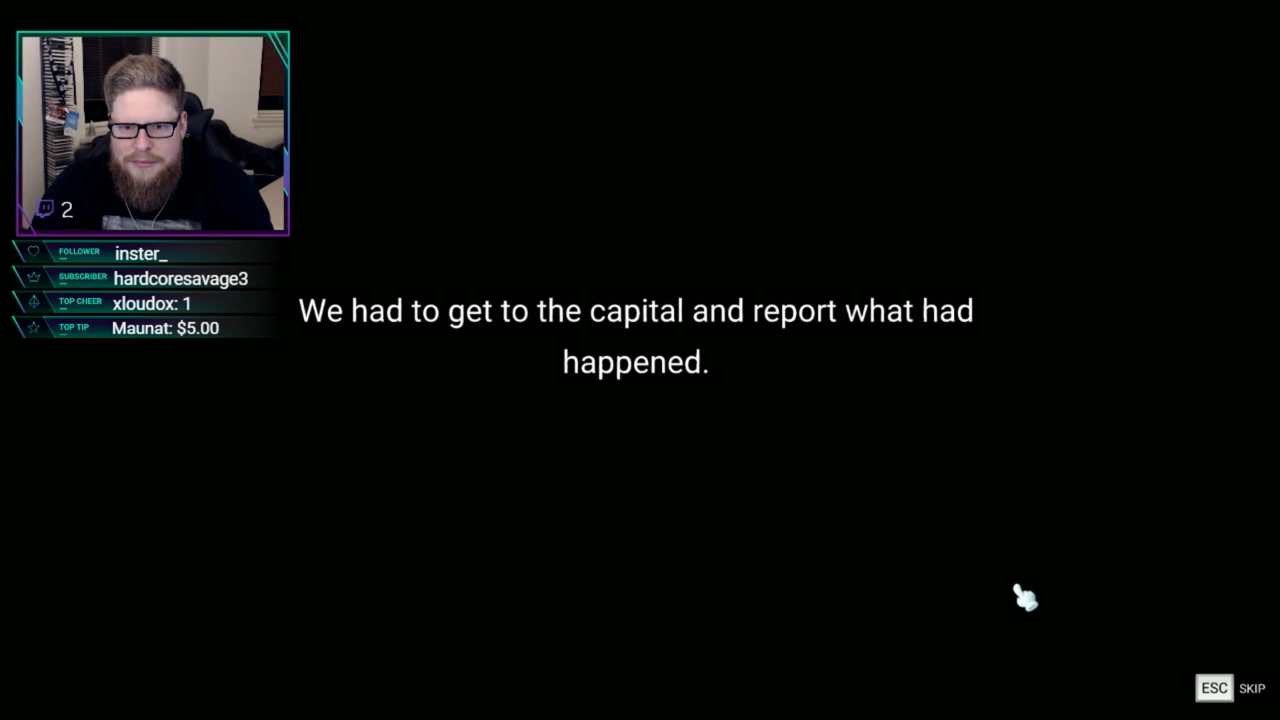 2
FOLLOWER inster_
SUBSCRIBER hardcoresavage3
TOP CHEER xloudox: 1
TOP TIP Maunat: $5.00
We had to get to the capital and report what had
happened.
ESC SKIP